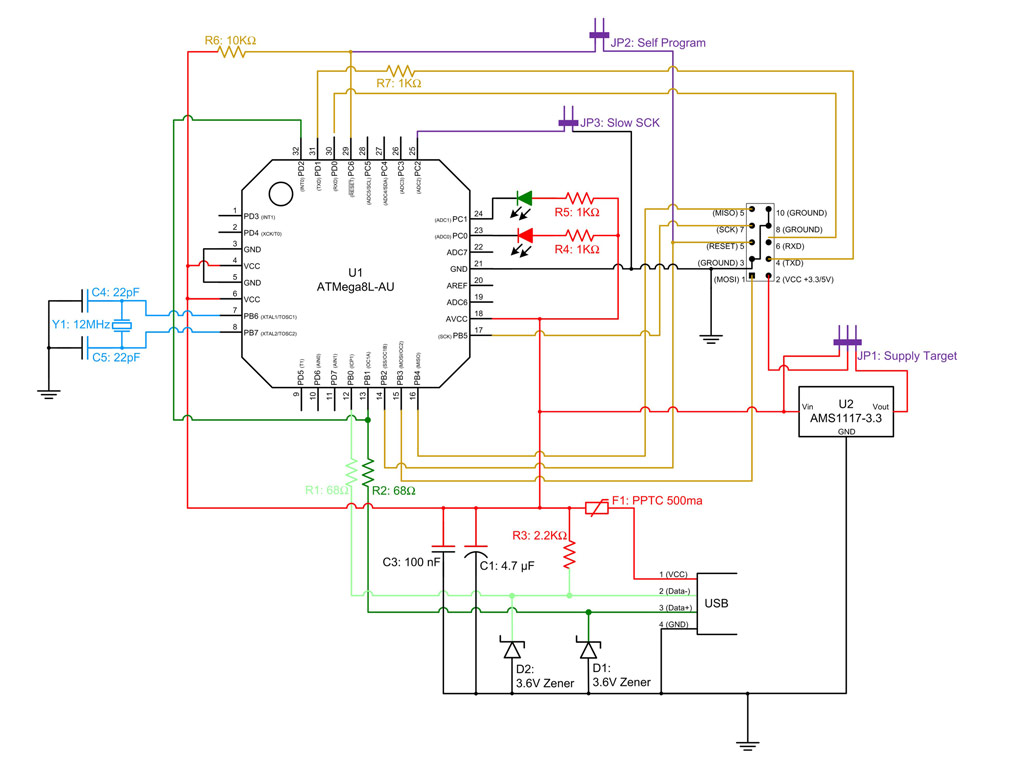 R6: 10KΩ
JP2: Self Program
R7: 1KΩ
JP3: Slow SCK
32 31 30 29 28 27 26 25
PD2 (INT0)
PD1 (TXD)
PD0 (RXD)
PC6 (RESET)
PC5 (ADC5/SCL)
PC4 (ADC4/SDA)
PC3 (ADC3)
PC2 (ADC2)
1 PD3 (INT1)
2 PD4 (XCK/T0)
3 GND
4 VCC
5 GND
6 VCC
7 PB6 (XTAL1/TOSC1)
8 PB7 (XTAL2/TOSC2)
U1
ATMega8L-AU
(ADC1) PC1 24
(ADC0) PC0 23
ADC7 22
GND 21
AREF 20
ADC6 19
AVCC 18
(SCK) PB5 17
R5: 1KΩ
R4: 1KΩ
(MISO) 5
10 (GROUND)
(SCK) 7
8 (GROUND)
(RESET) 5
6 (RXD)
(GROUND) 3
4 (TXD)
(MOSI) 1
2 (VCC +3.3/5V)
C4: 22pF
Y1: 12MHz
C5: 22pF
JP1: Supply Target
PD5 (T1)
PD6 (AIN0)
PD7 (AIN1)
PB0 (ICP1)
PB1 (OC1A)
PB2 (SS/OC1B)
PB3 (MOSI/OC2)
PB4 (MISO)
9 10 11 12 13 14 15 16
Vin
U2
Vout
AMS1117-3.3
GND
R1: 68Ω
R2: 68Ω
F1: PPTC 500ma
R3: 2.2KΩ
C3: 100 nF
C1: 4.7 µF
1 (VCC)
2 (Data-)
3 (Data+)
4 (GND)
USB
D2:
3.6V Zener
D1:
3.6V Zener